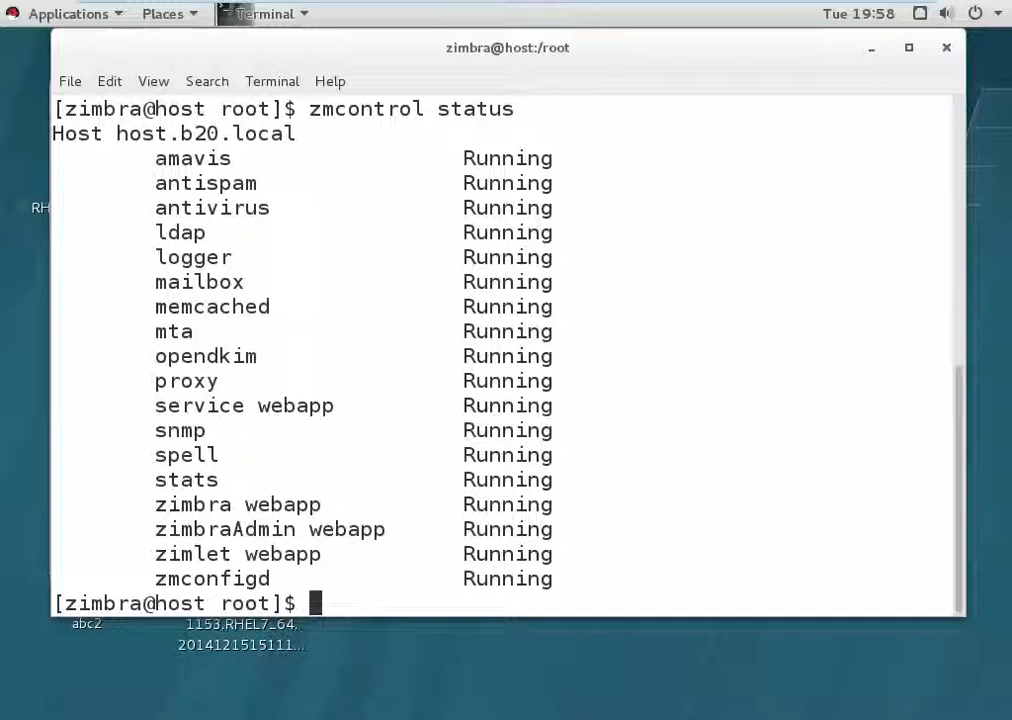 Applications Places Terminal Tue 19:58
zimbra@host:/root
File Edit View Search Terminal Help
[zimbra@host root]$ zmcontrol status
Host host.b20.local
amavis Running
antispam Running
antivirus Running
ldap Running
logger Running
mailbox Running
memcached Running
mta Running
opendkim Running
proxy Running
service webapp Running
snmp Running
spell Running
stats Running
zimbra webapp Running
zimbraAdmin webapp Running
zimlet webapp Running
zmconfigd Running
[zimbra@host root]$
RH
abc2 1153.RHEL7_64.
2014121515111...